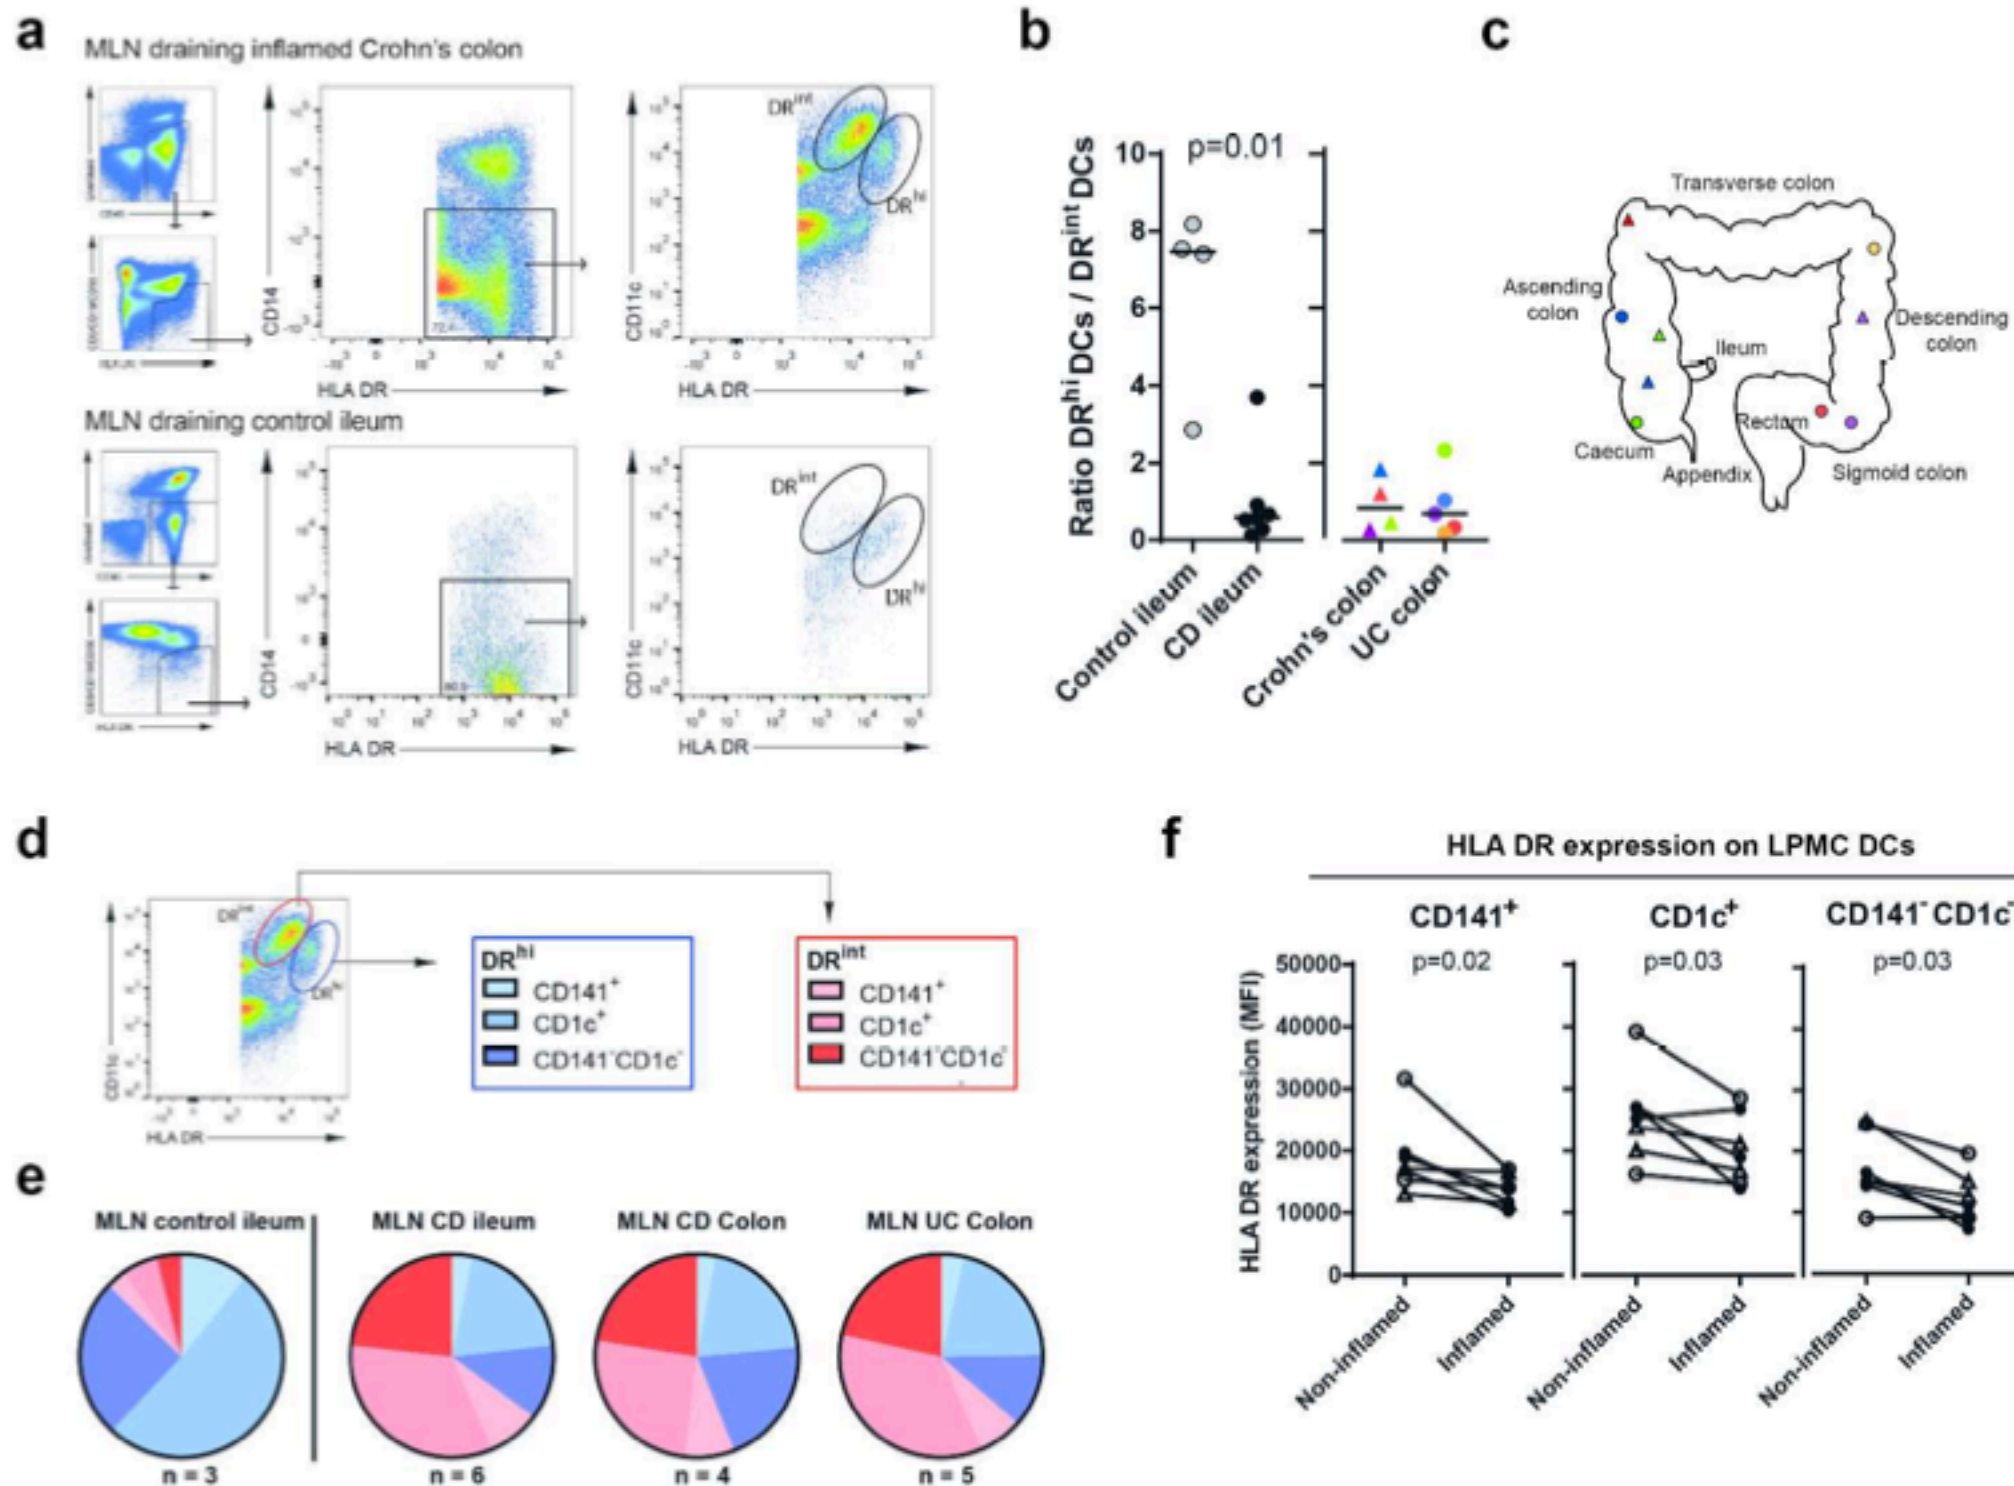 a
MLN draining inflamed Crohn's colon
CD14
HLA DR
CD11c
DRint
DRhi
HLA DR
MLN draining control ileum
CD14
HLA DR
CD11c
DRint
DRhi
HLA DR
b
Ratio DRhi DCs / DRint DCs
p=0.01
10
8
6
4
2
0
Control ileum
CD ileum
Crohn's colon
UC colon
c
Transverse colon
Ascending colon
Ileum
Descending colon
Rectum
Caecum
Appendix
Sigmoid colon
d
CD11c
HLA DR
DRint
DRhi
DRhi
CD141+
CD1c+
CD141-CD1c-
DRint
CD141+
CD1c+
CD141-CD1c-
e
MLN control ileum
n = 3
MLN CD ileum
n = 6
MLN CD Colon
n = 4
MLN UC Colon
n = 5
f
HLA DR expression on LPMC DCs
CD141+
CD1c+
CD141- CD1c-
p=0.02
p=0.03
p=0.03
HLA DR expression (MFI)
50000
40000
30000
20000
10000
0
Non-inflamed
Inflamed
Non-inflamed
Inflamed
Non-inflamed
Inflamed